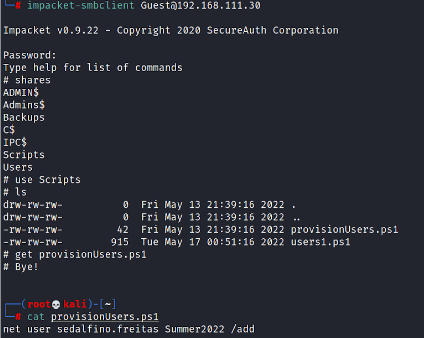 └─# impacket-smbclient Guest@192.168.111.30
Impacket v0.9.22 - Copyright 2020 SecureAuth Corporation
Password:
Type help for list of commands
# shares
ADMIN$
Admins$
Backups
C$
IPC$
Scripts
Users
# use Scripts
# ls
drw-rw-rw-          0  Fri May 13 21:39:16 2022 .
drw-rw-rw-          0  Fri May 13 21:39:16 2022 ..
-rw-rw-rw-         42  Fri May 13 21:39:16 2022 provisionUsers.ps1
-rw-rw-rw-        915  Tue May 17 00:51:16 2022 users1.ps1
# get provisionUsers.ps1
# Bye!
┌──(root💀kali)-[~]
└─# cat provisionUsers.ps1
net user sedalfino.freitas Summer2022 /add